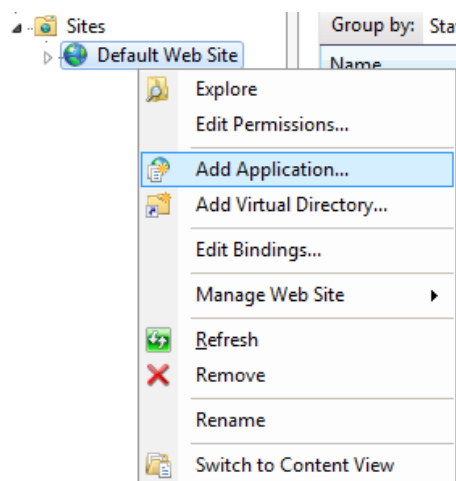 Sites
Group by: Sta
Default Web Site
Name
Explore
Edit Permissions...
Add Application...
Add Virtual Directory...
Edit Bindings...
Manage Web Site
Refresh
Remove
Rename
Switch to Content View